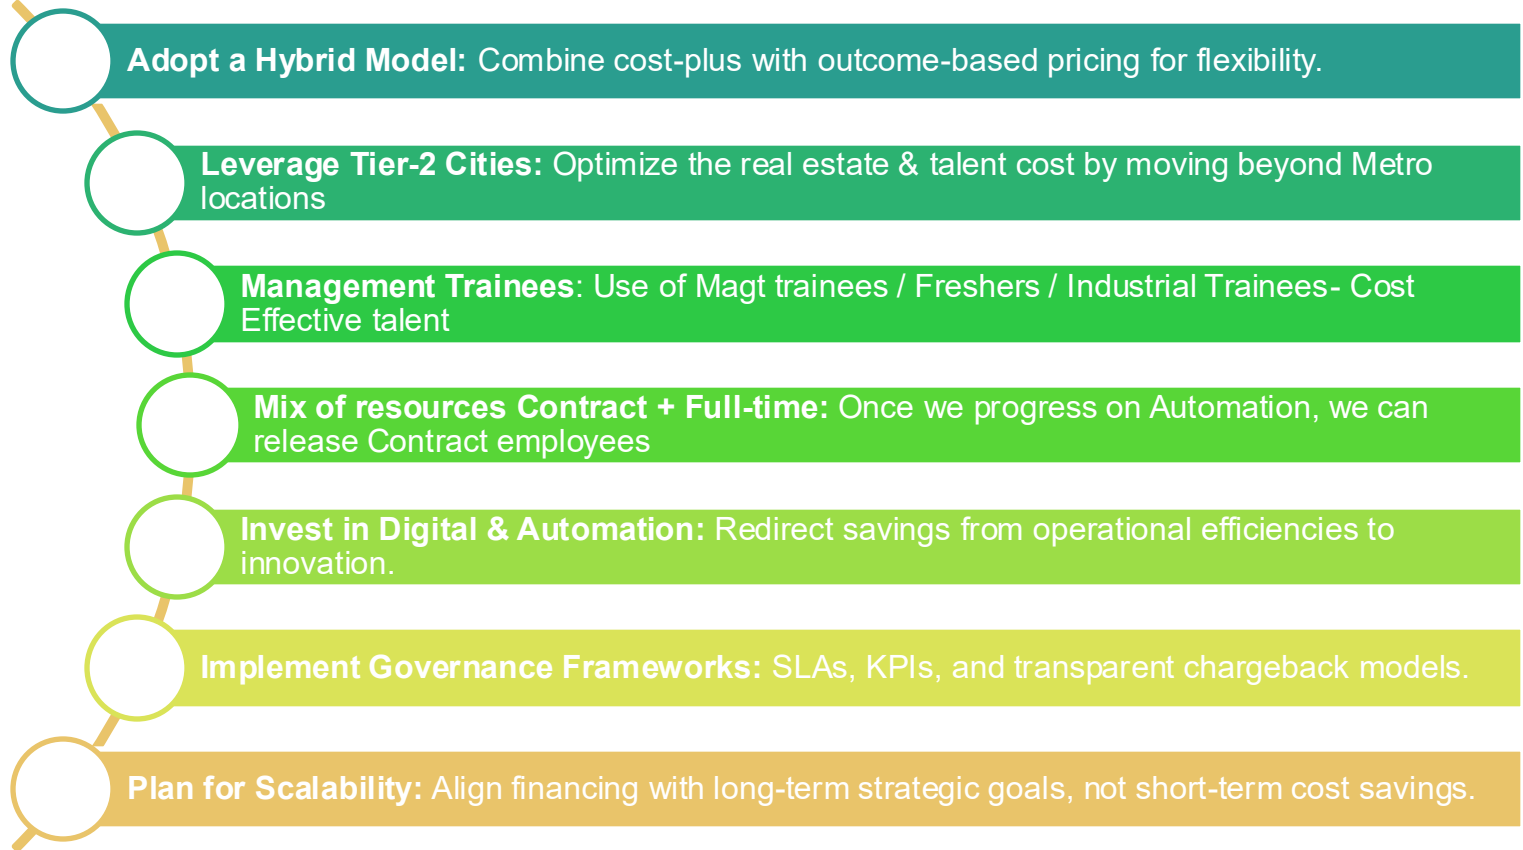 Adopt a Hybrid Model: Combine cost-plus with outcome-based pricing for flexibility.
Leverage Tier-2 Cities: Optimize the real estate & talent cost by moving beyond Metro
locations
Management Trainees: Use of Magt trainees / Freshers / Industrial Trainees- Cost
Effective talent
Mix of resources Contract + Full-time: Once we progress on Automation, we can
release Contract employees
Invest in Digital & Automation: Redirect savings from operational efficiencies to
innovation.
Implement Governance Frameworks: SLAs, KPIs, and transparent chargeback models.
Plan for Scalability: Align financing with long-term strategic goals, not short-term cost savings.